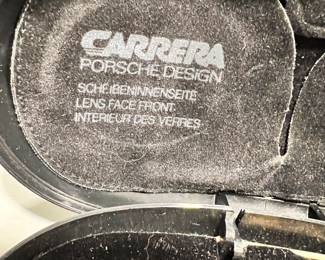 CARRERA
PORSCHE DESIGN
SCHEIBENINNENSEITE
LENS FACE FRONT
INTERIEUR DES VERRES